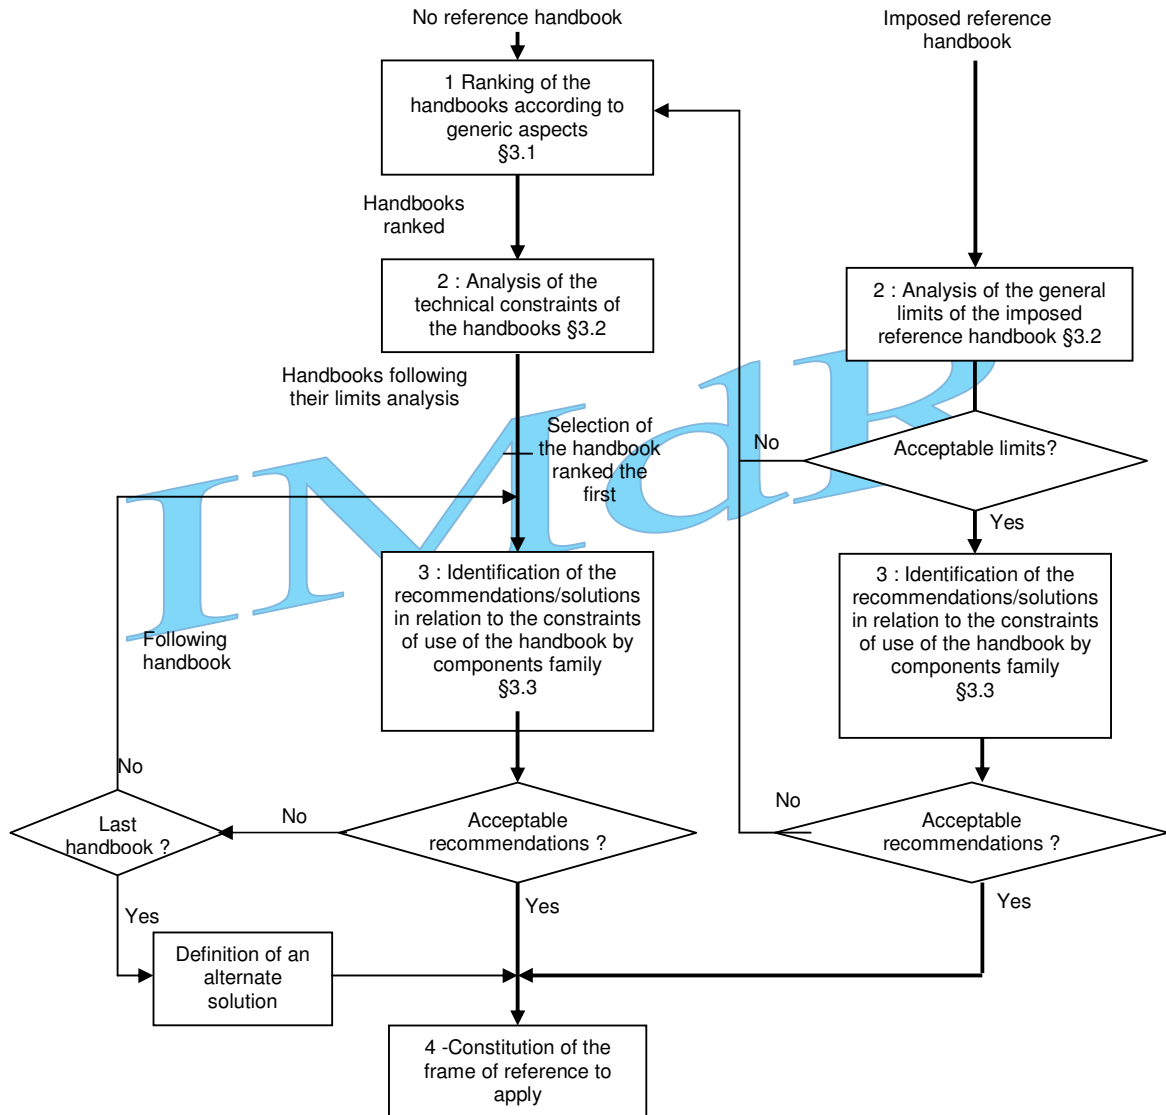 No reference handbook
Imposed reference
handbook
1 Ranking of the
handbooks according to
generic aspects
§3.1
Handbooks
ranked
2 : Analysis of the
technical constraints of
the handbooks §3.2
2 : Analysis of the general
limits of the imposed
reference handbook §3.2
Handbooks following
their limits analysis
Selection of
the handbook
ranked the
first
No
Acceptable limits?
Yes
IMdR
3 : Identification of the
recommendations/solutions
in relation to the constraints
of use of the handbook by
components family
§3.3
3 : Identification of the
recommendations/solutions
in relation to the constraints
of use of the handbook by
components family
§3.3
Following
handbook
No
Last
handbook ?
No
Acceptable
recommendations ?
No
Acceptable
recommendations ?
Yes
Yes
Yes
Definition of an
alternate
solution
4 -Constitution of the
frame of reference to
apply